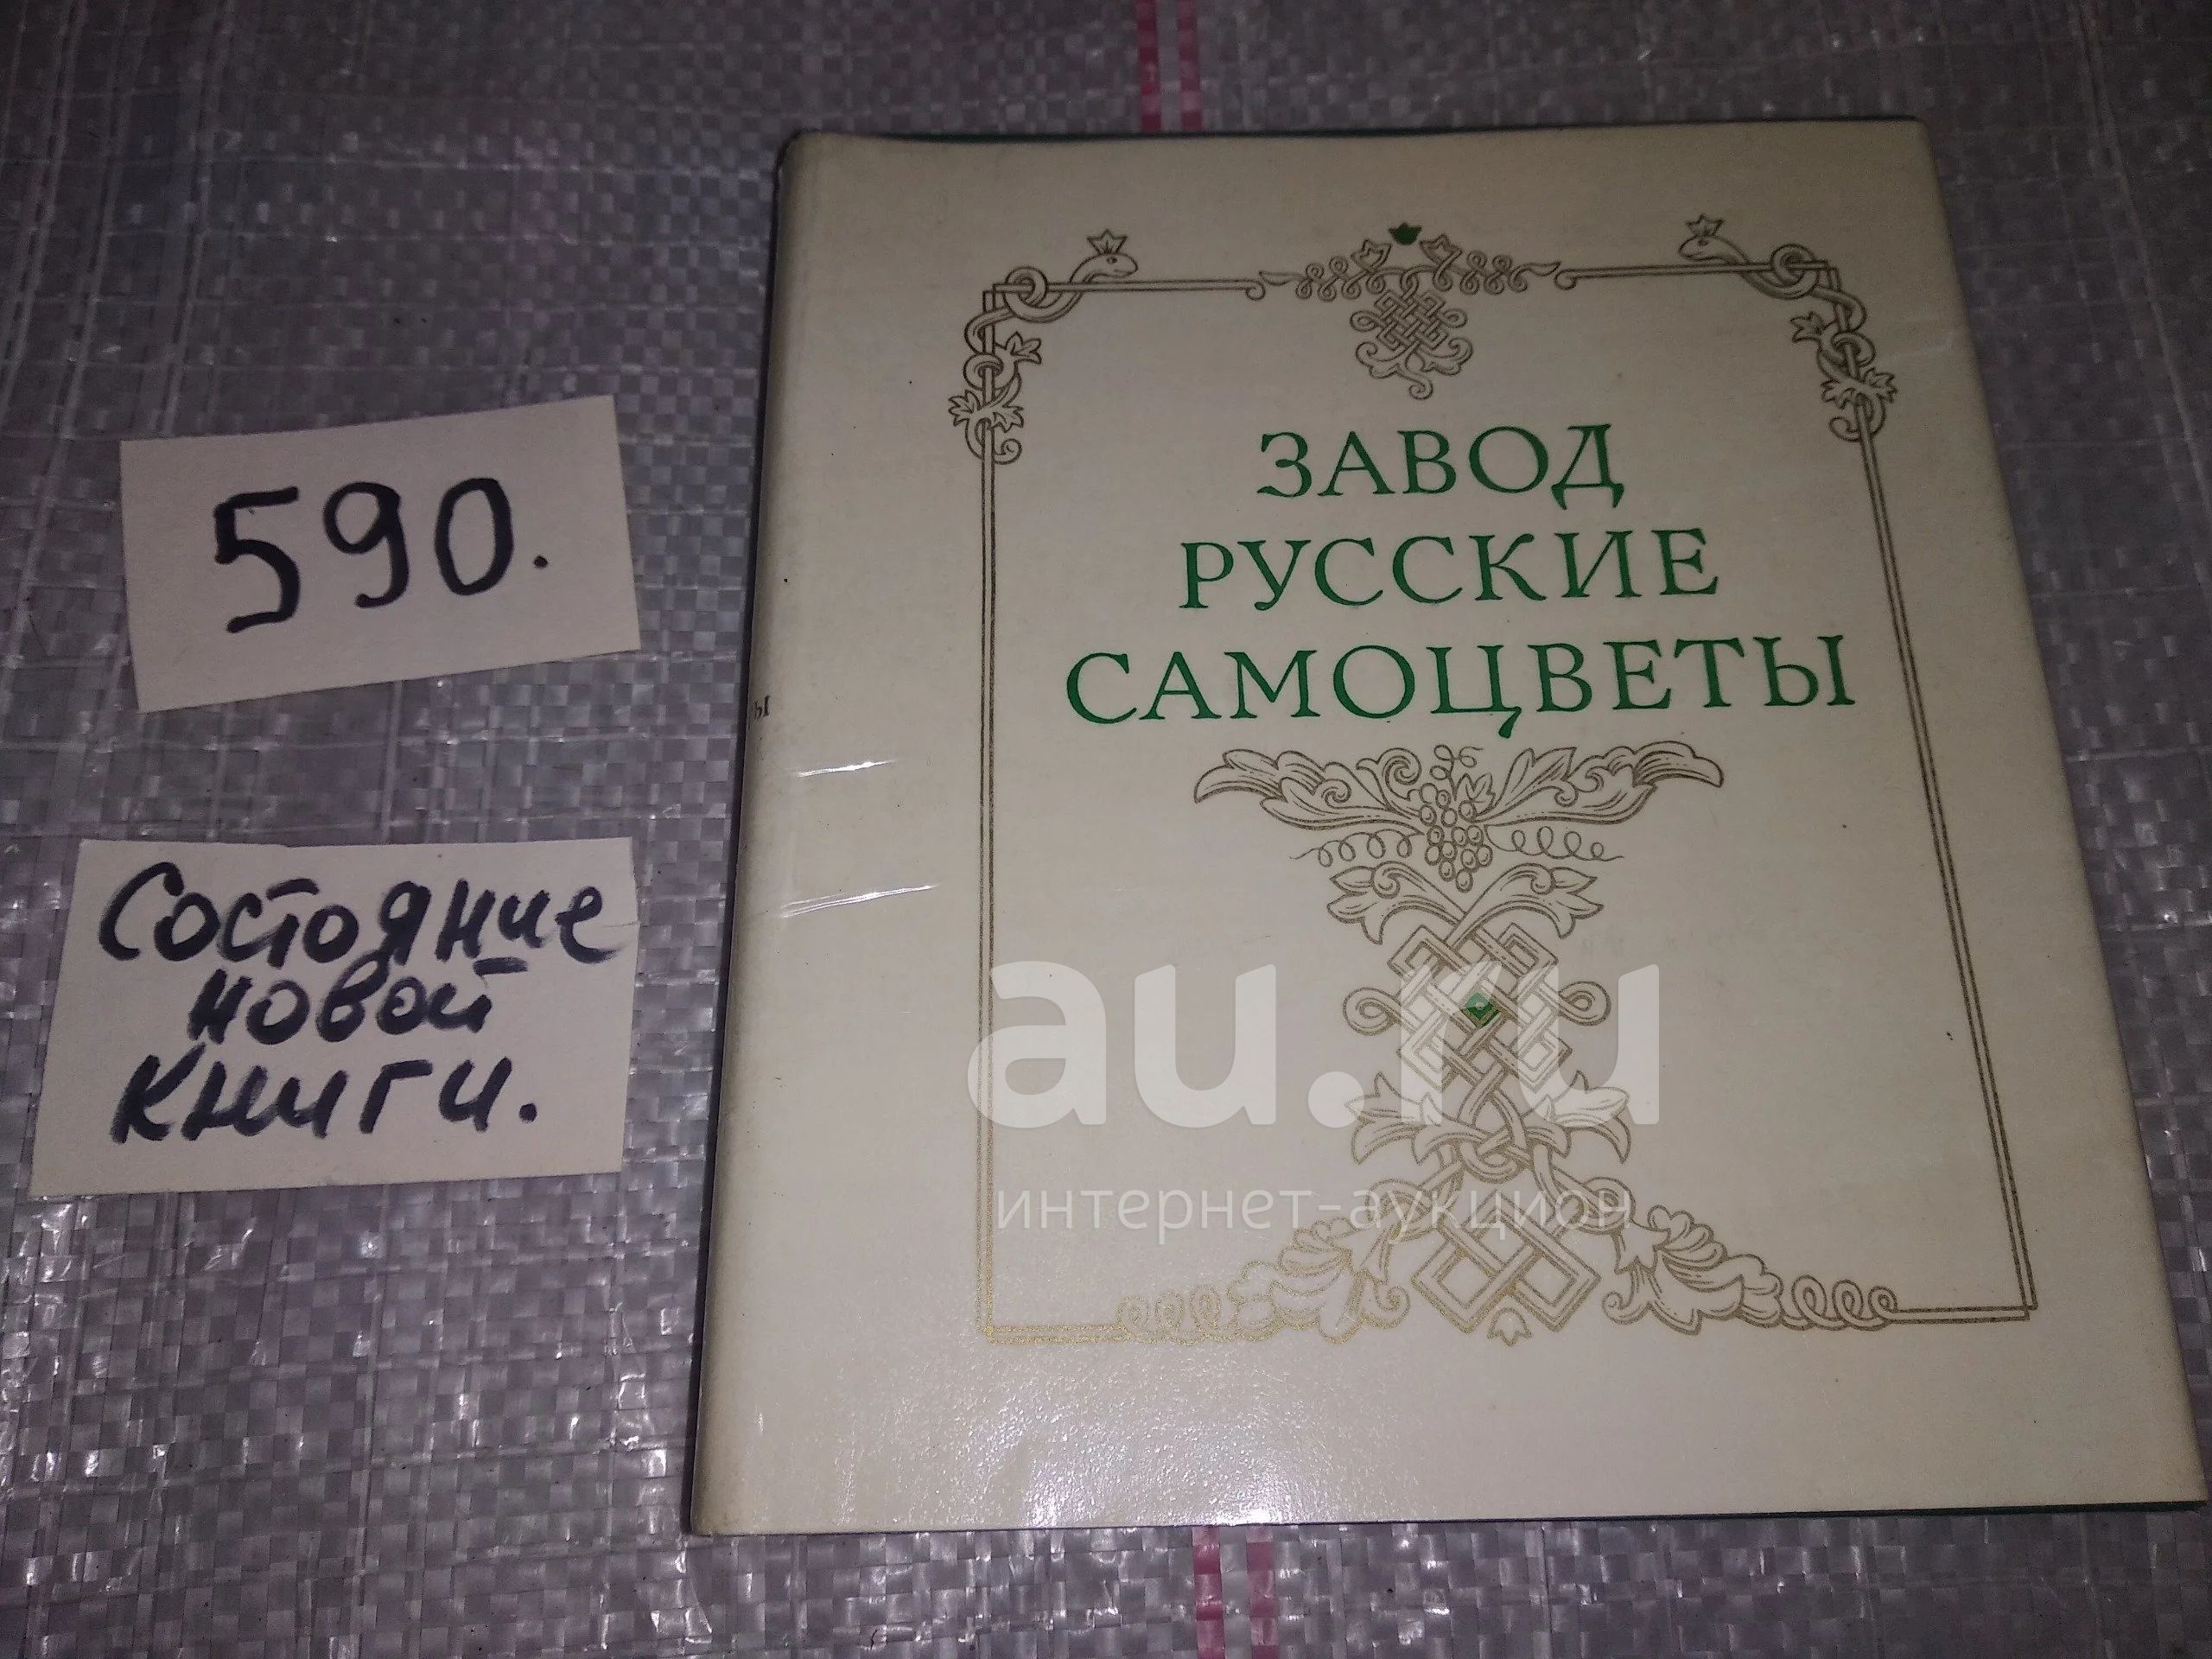 590.
Состояние
новой
книги.
ЗАВОД
РУССКИЕ
САМОЦВЕТЫ
ы
au.ru
интернет-аукцион